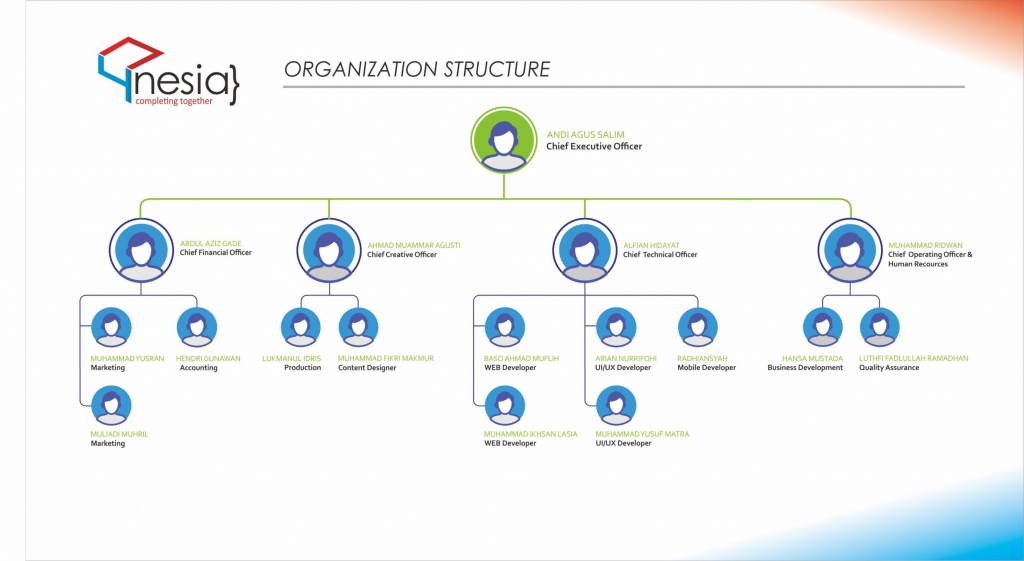 nesia}
completing together
ORGANIZATION STRUCTURE
ANDI AGUS SALIM
Chief Executive Officer
ABDUL AZIZ GADE
Chief Financial Officer
AHMAD MUAMMAR AGUSTI
Chief Creative Officer
ALFIAN HIDAYAT
Chief Technical Officer
MUHAMMAD RIDWAN
Chief Operating Officer &
Human Recources
MUHAMMAD YUSRAN
Marketing
HENDRI GUNAWAN
Accounting
LUKMANUL IDRIS
Production
MUHAMMAD FIKRI MAKMUR
Content Designer
BASO AHMAD MUFLIH
WEB Developer
ARIAN NURRIFQHI
UI/UX Developer
RADHIANSYAH
Mobile Developer
HANSA MUSTADA
Business Development
LUTHFI FADLULLAH RAMADHAN
Quality Assurance
MULIADI MUHRIL
Marketing
MUHAMMAD IKHSAN LASIA
WEB Developer
MUHAMMAD YUSUF MATRA
UI/UX Developer